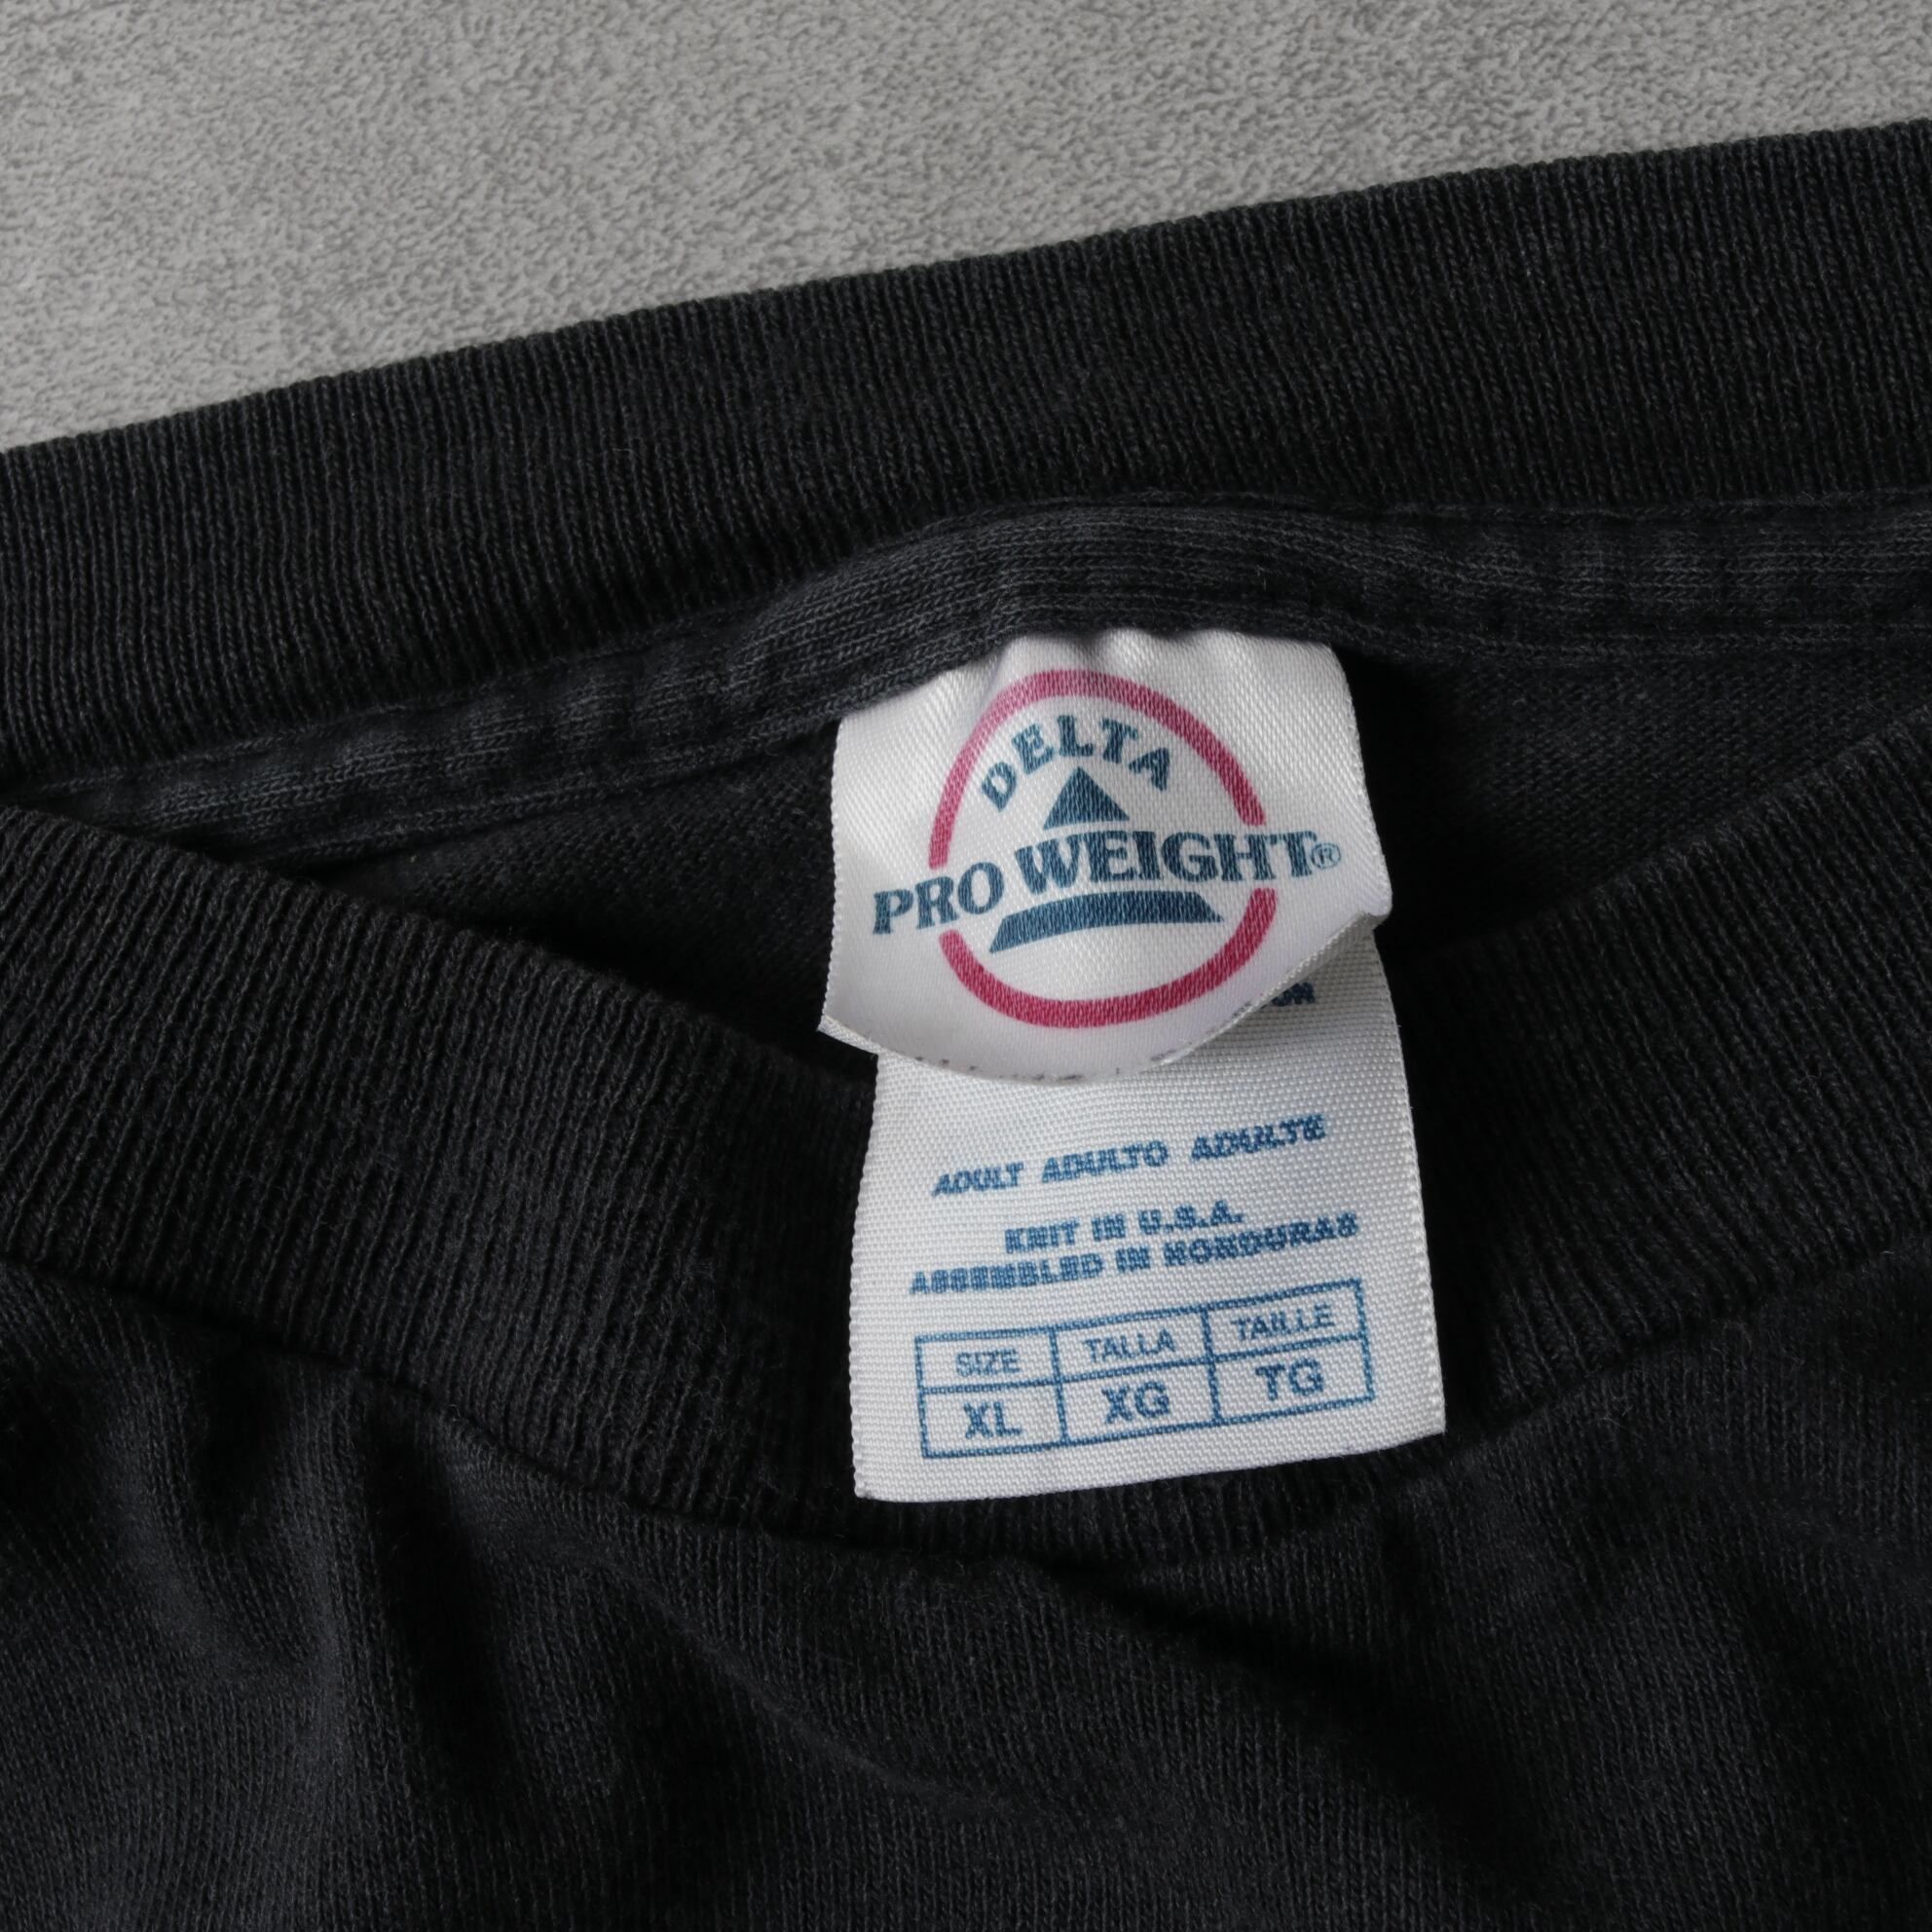 DELTA
PRO WEIGHT®
ADULT ADULTO ADULTE
KNIT IN U.S.A.
ASSEMBLED IN HONDURAS
SIZE TALLA TAILLE
XL XG TG